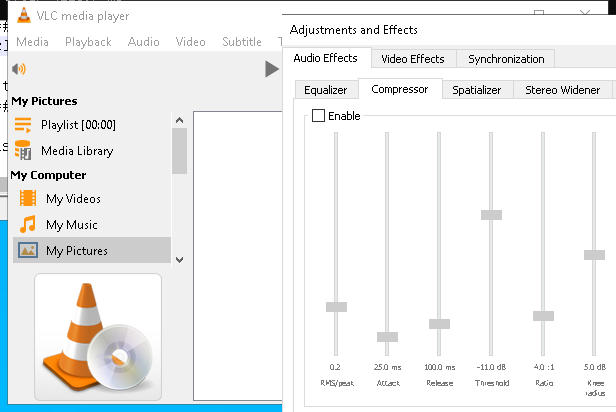 VLC media player
Media Playback Audio Video Subtitle
My Pictures
Playlist [00:00]
Media Library
My Computer
My Videos
My Music
My Pictures
Adjustments and Effects
Audio Effects Video Effects Synchronization
Equalizer Compressor Spatializer Stereo Widener
Enable
0.2 25.0 ms 100.0 ms -11.0 dB 4.0 :1 5.0 dB
RMS/peak Attack Release Threshold Ratio Knee
radius